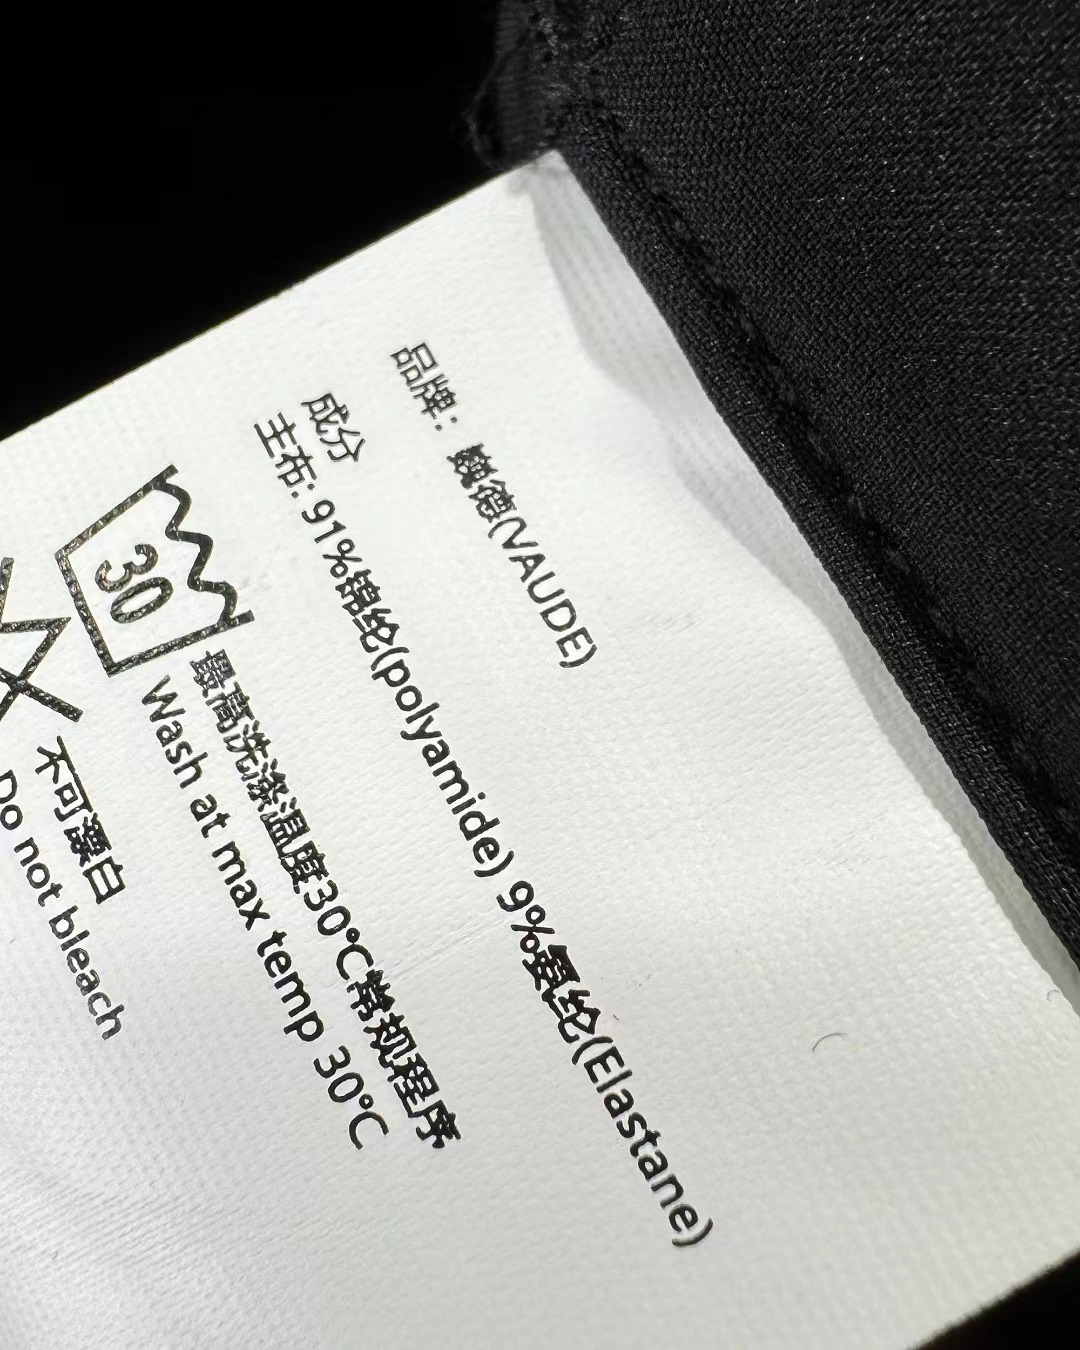 品牌：巍德(VAUDE)
成分
主布: 91%锦纶(polyamide) 9%氨纶(Elastane)
30
最高洗涤温度30°C常规程序
Wash at max temp 30°C
不可漂白
Do not bleach